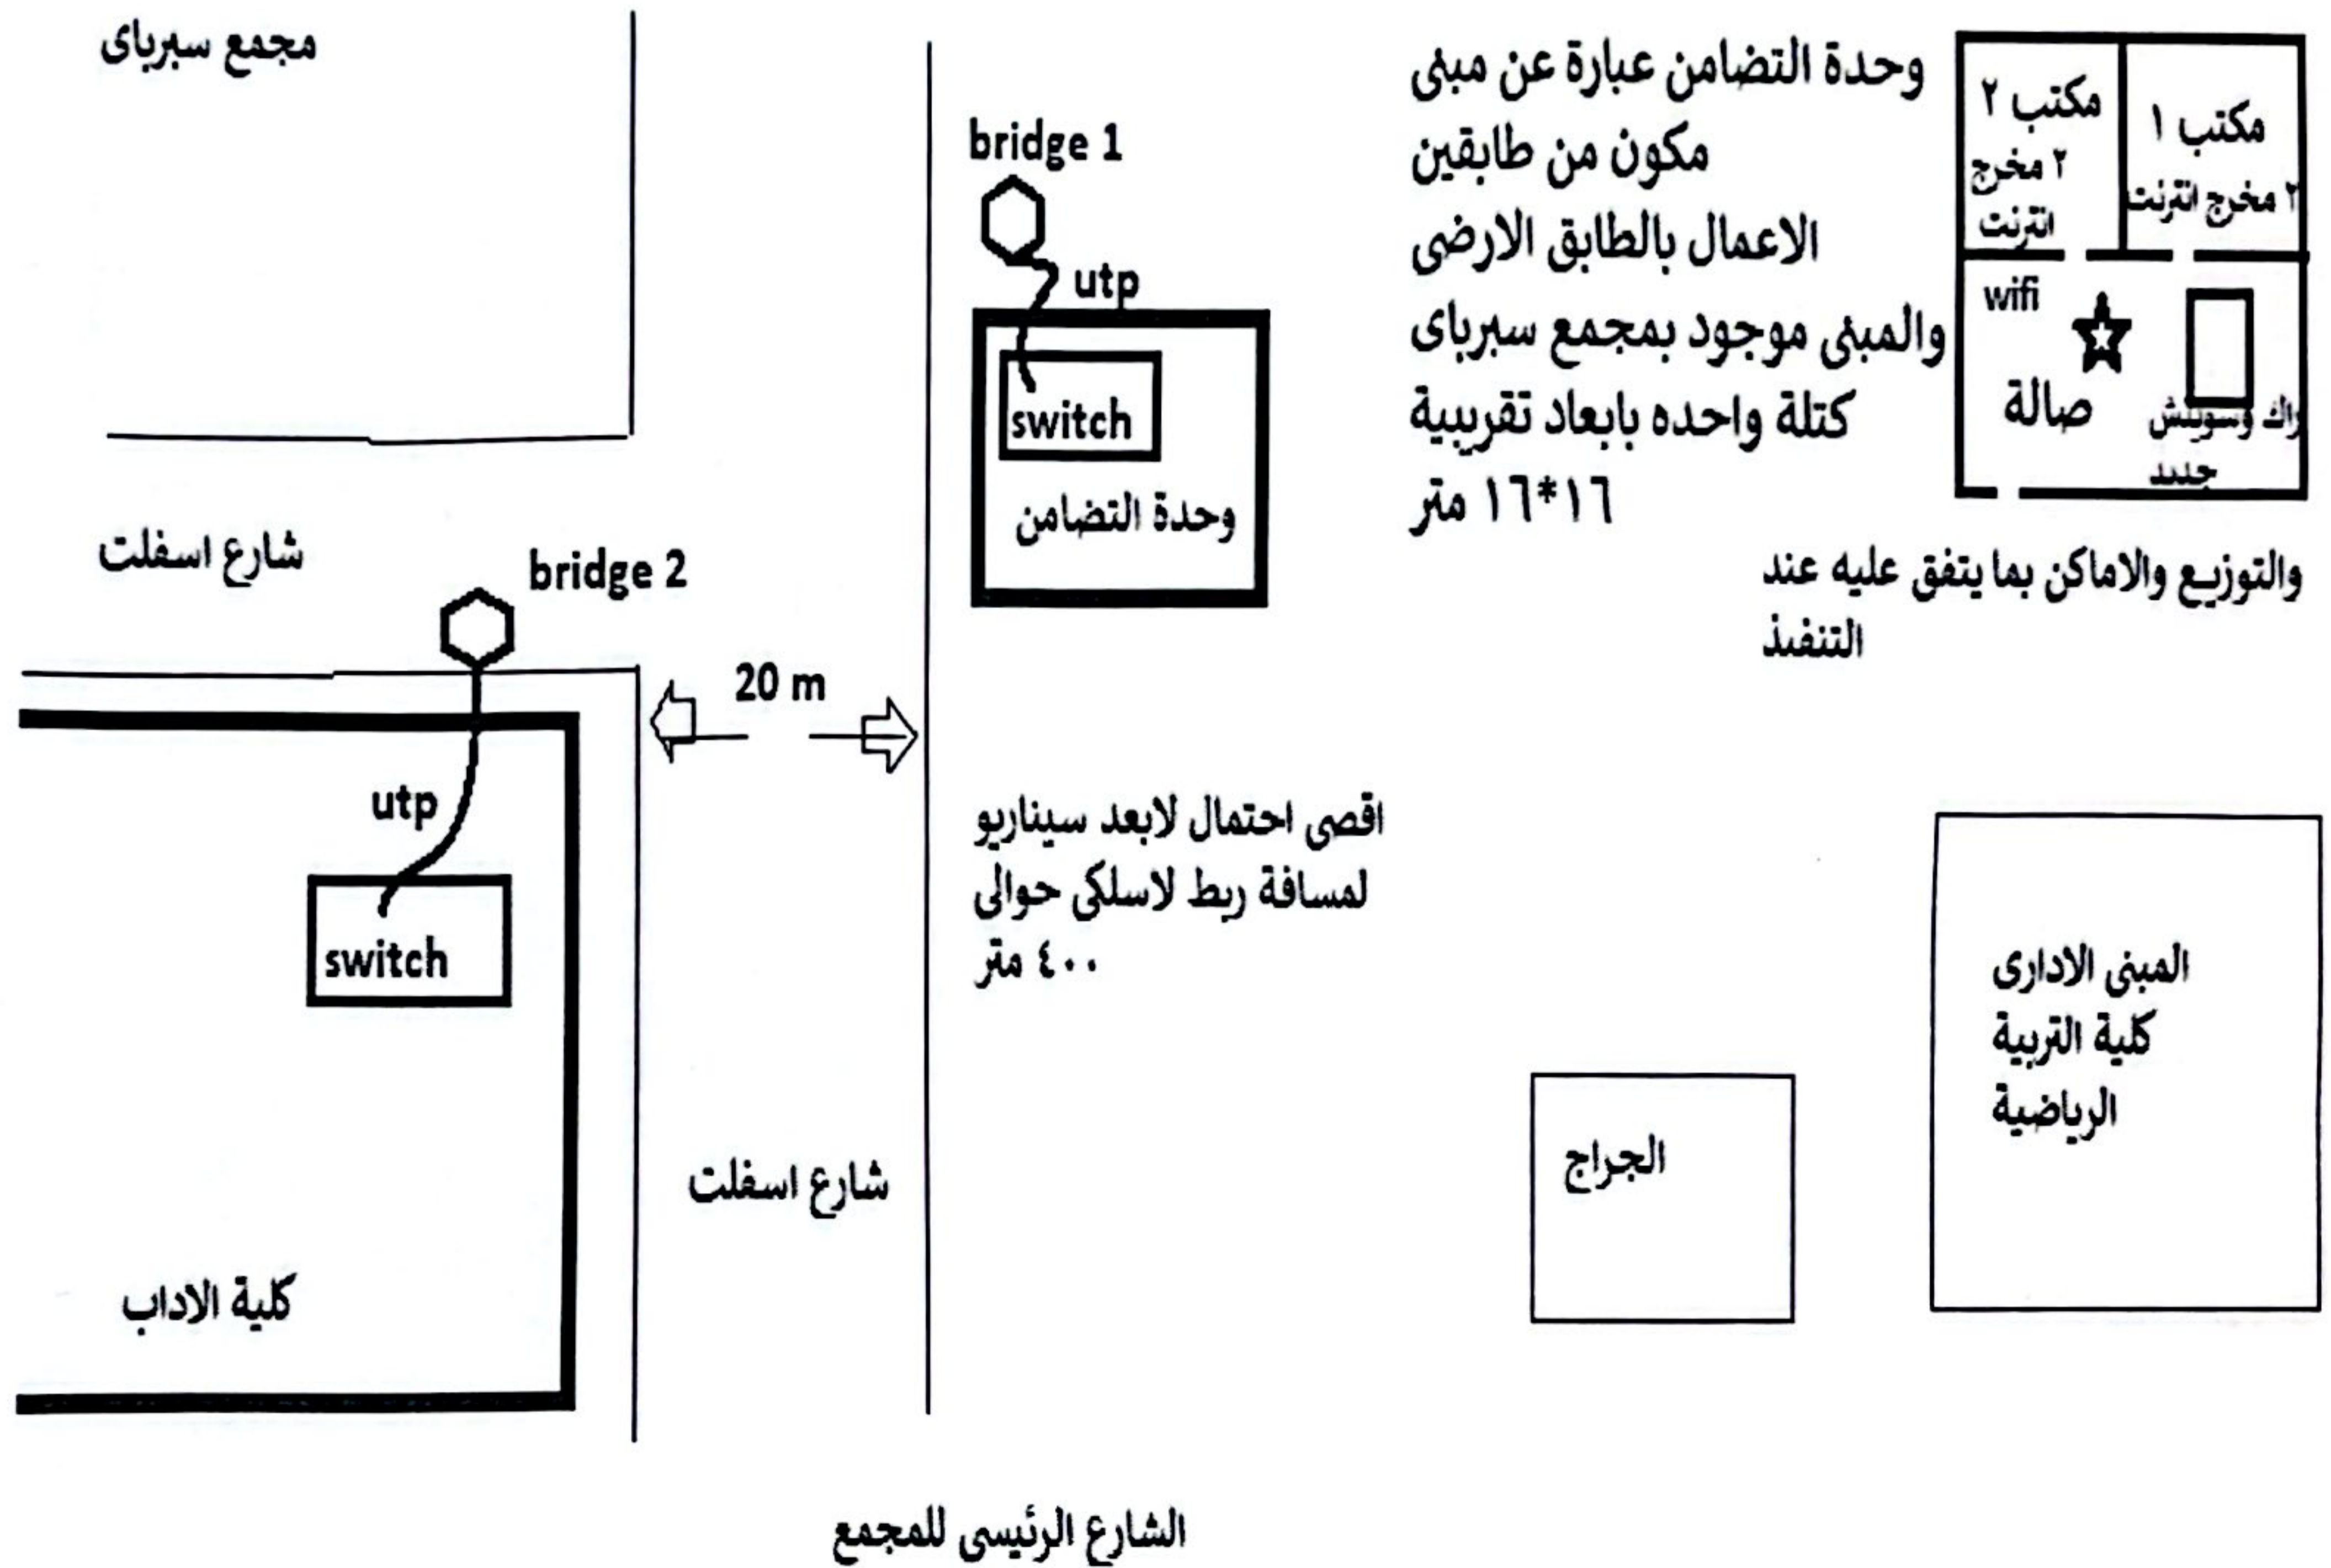 مجمع سبرباى
bridge 1
utp
switch
وحدة التضامن
وحدة التضامن عبارة عن مبنى
مكون من طابقين
الاعمال بالطابق الارضى
والمبنى موجود بمجمع سبرباى
كتلة واحده بابعاد تقريبية
١٦*١٦ متر
مكتب ١
٢ مخرج انترنت
مكتب ٢
٢ مخرج
انترنت
wifi
صالة
راك وسويتش
جديد
والتوزيع والاماكن بما يتفق عليه عند
التنفيذ
شارع اسفلت
bridge 2
20 m
utp
switch
كلية الاداب
شارع اسفلت
اقصى احتمال لابعد سيناريو
لمسافة ربط لاسلكى حوالى
٤٠٠ متر
المبنى الادارى
كلية التربية
الرياضية
الجراج
الشارع الرئيسى للمجمع